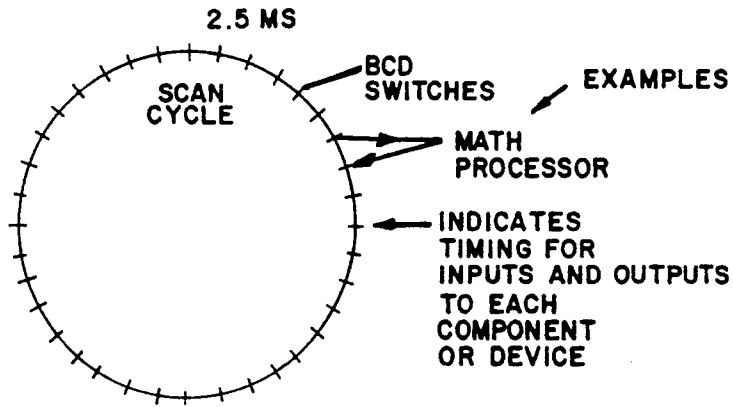 2.5 MS
SCAN
CYCLE
BCD
SWITCHES
EXAMPLES
MATH
PROCESSOR
INDICATES
TIMING FOR
INPUTS AND OUTPUTS
TO EACH
COMPONENT
OR DEVICE